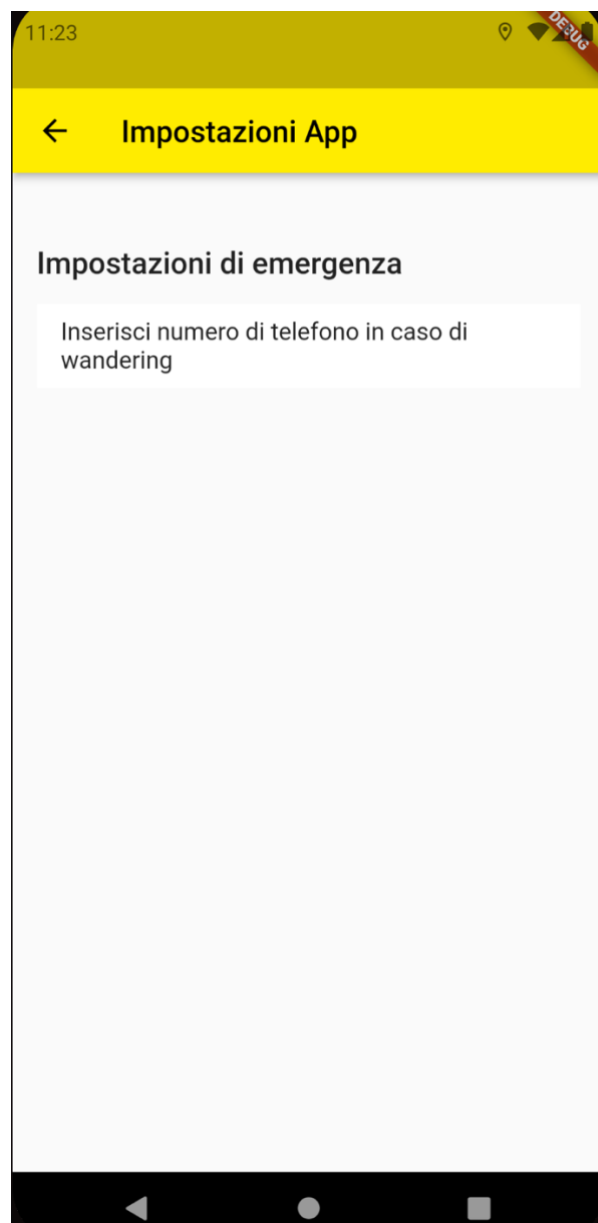 11:23
DEBUG
Impostazioni App
Impostazioni di emergenza
Inserisci numero di telefono in caso di
wandering